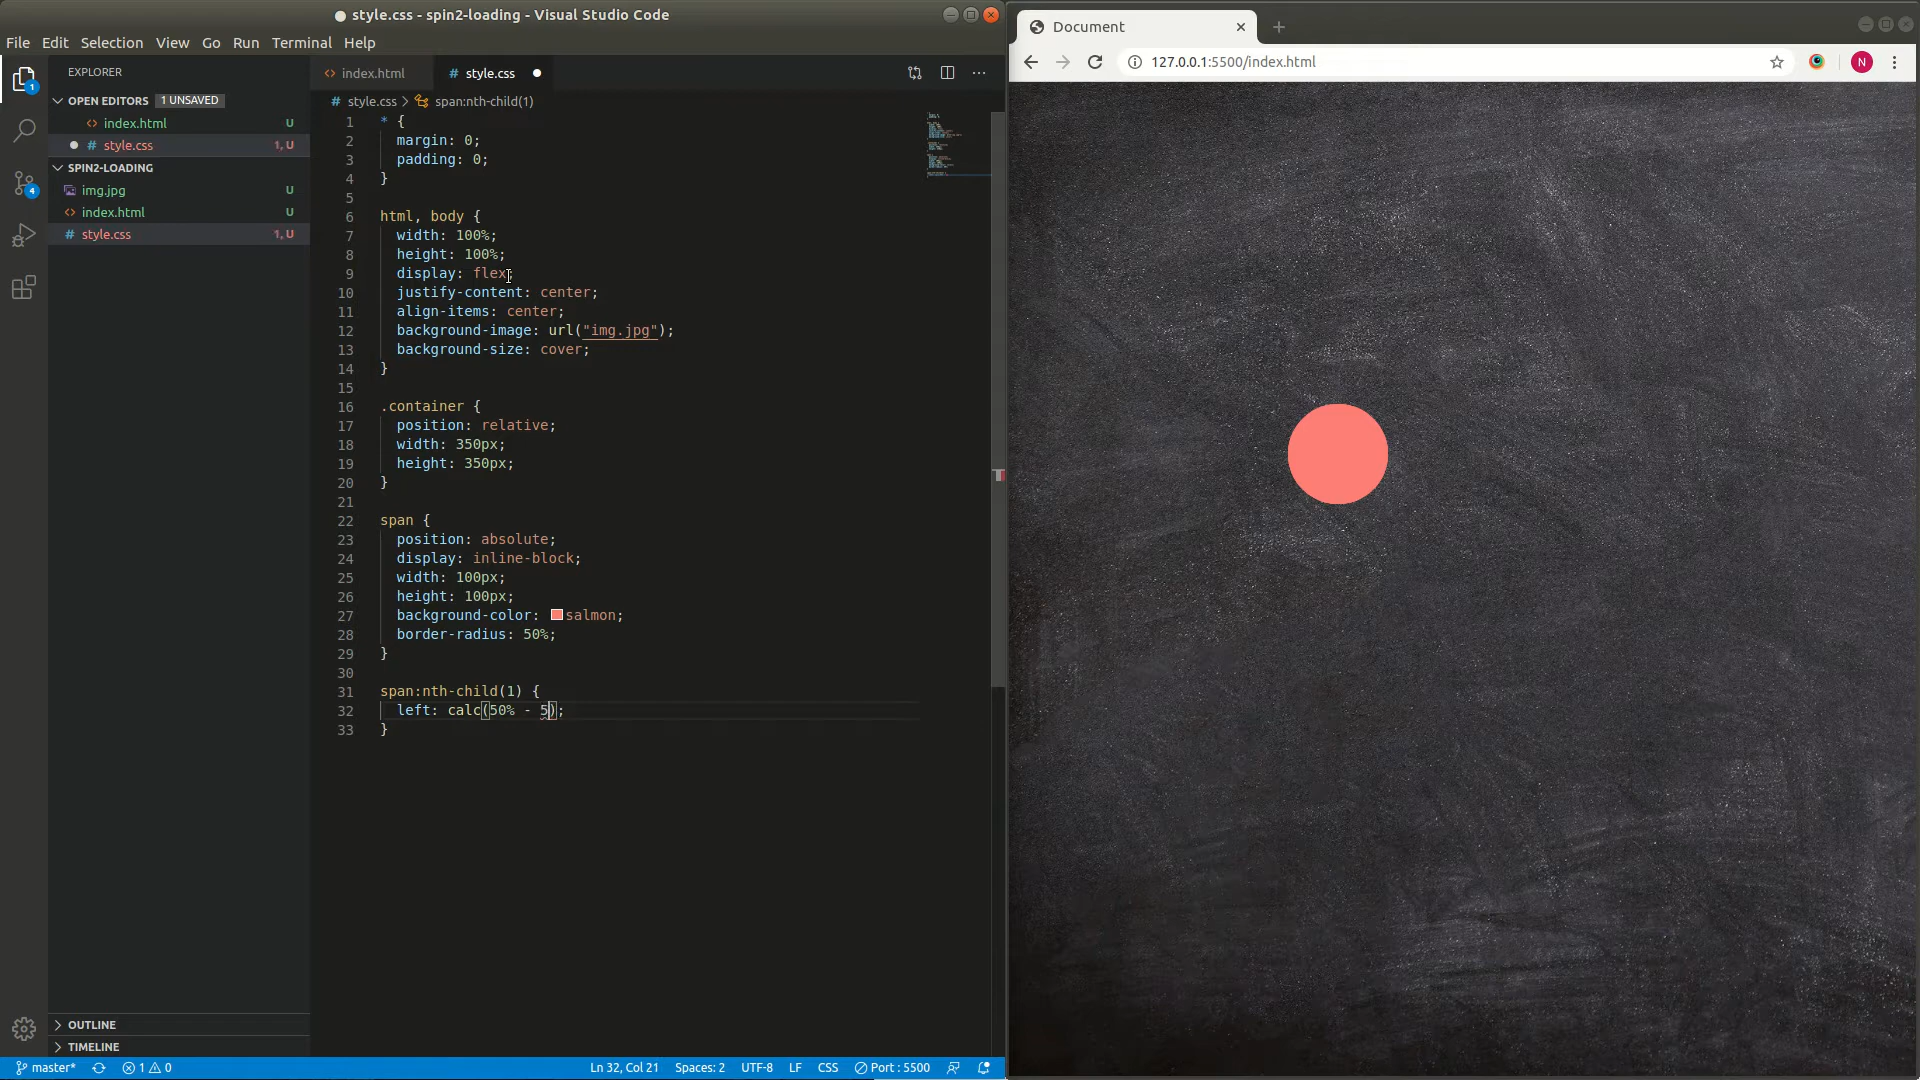 style.css - spin2-loading - Visual Studio Code
File Edit Selection View Go Run Terminal Help
EXPLORER
OPEN EDITORS 1 UNSAVED
index.html U
style.css 1, U
SPIN2-LOADING
img.jpg U
index.html U
style.css 1, U
OUTLINE
TIMELINE
1
4
index.html
style.css
style.css
span:nth-child(1)
1 * {
2 margin: 0;
3 padding: 0;
4 }
5
6 html, body {
7 width: 100%;
8 height: 100%;
9 display: flex;
10 justify-content: center;
11 align-items: center;
12 background-image: url("img.jpg");
13 background-size: cover;
14 }
15
16 .container {
17 position: relative;
18 width: 350px;
19 height: 350px;
20 }
21
22 span {
23 position: absolute;
24 display: inline-block;
25 width: 100px;
26 height: 100px;
27 background-color: salmon;
28 border-radius: 50%;
29 }
30
31 span:nth-child(1) {
32 left: calc(50% - 5);
33 }
master* 1 0 Ln 32, Col 21 Spaces: 2 UTF-8 LF CSS Port : 5500
Document
127.0.0.1:5500/index.html
N